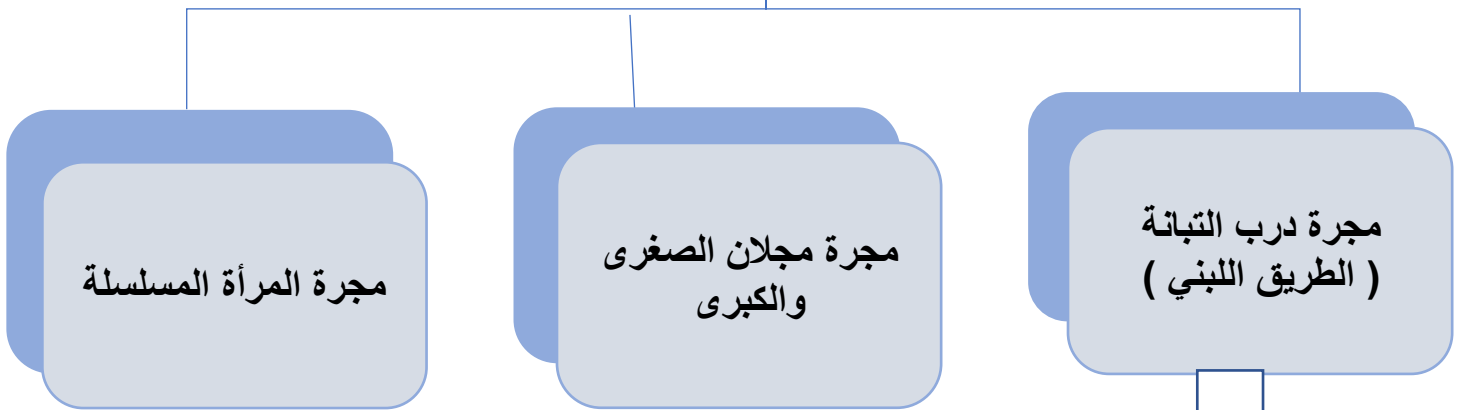 مجرة درب التبانة
( الطريق اللبني )
مجرة مجلان الصغرى
والكبرى
مجرة المرأة المسلسلة